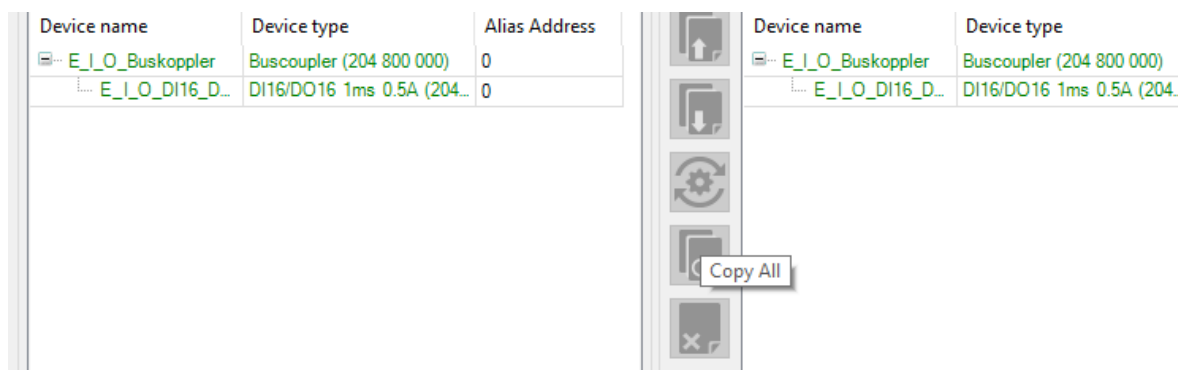 Device name Device type Alias Address Device name Device type
E_I_O_Buskoppler Buscoupler (204 800 000) 0 E_I_O_Buskoppler Buscoupler (204 800 000)
E_I_O_DI16_D... DI16/DO16 1ms 0.5A (204... 0 E_I_O_DI16_D... DI16/DO16 1ms 0.5A (204.
Copy All